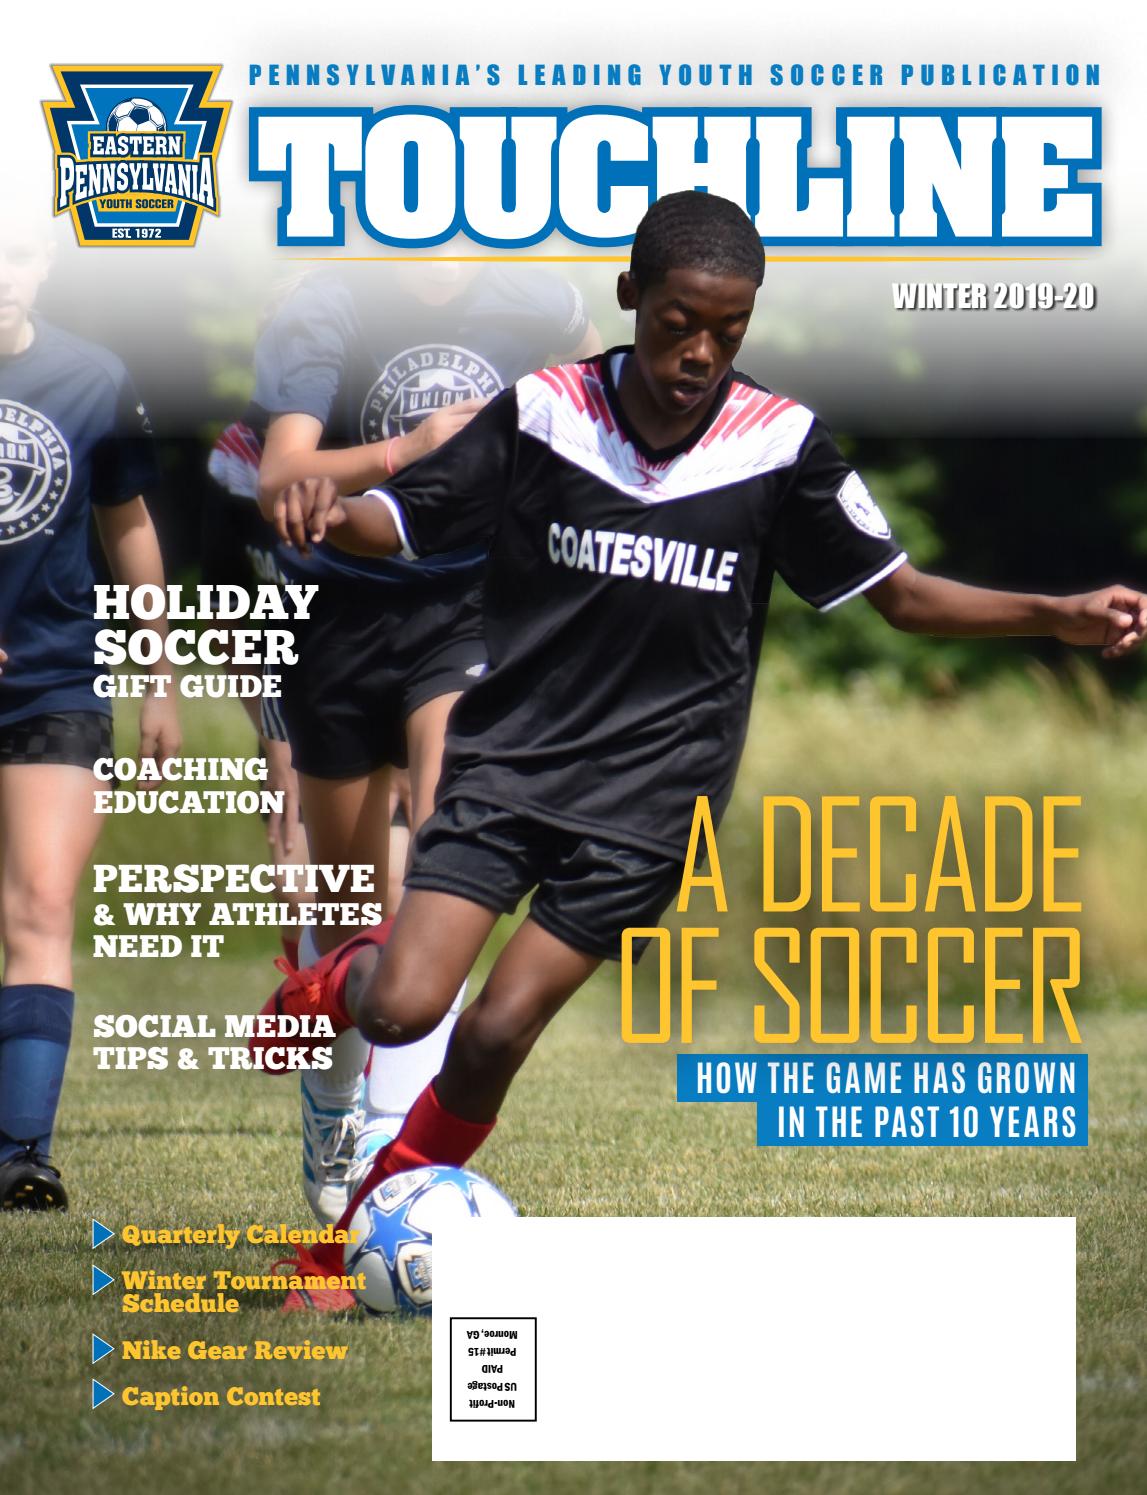 PENNSYLVANIA'S LEADING YOUTH SOCCER PUBLICATION
EASTERN
PENNSYLVANIA
YOUTH SOCCER
EST. 1972
TOUCHLINE
WINTER 2019-20
PHILADELPHIA
UNION
COATESVILLE
HOLIDAY
SOCCER
GIFT GUIDE
COACHING
EDUCATION
PERSPECTIVE
& WHY ATHLETES
NEED IT
SOCIAL MEDIA
TIPS & TRICKS
A DECADE
OF SOCCER
HOW THE GAME HAS GROWN
IN THE PAST 10 YEARS
Quarterly Calendar
Winter Tournament
Schedule
Nike Gear Review
Caption Contest
Non-Profit
US Postage
PAID
Permit #15
Monroe, GA